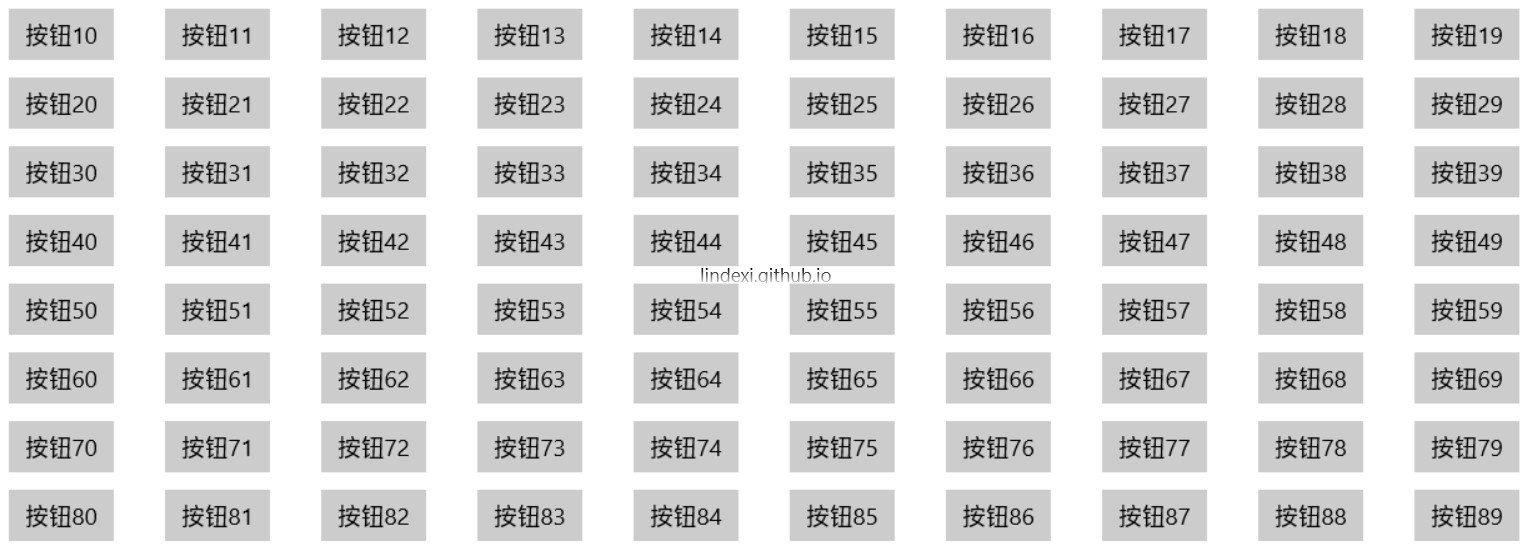 按钮10 按钮11 按钮12 按钮13 按钮14 按钮15 按钮16 按钮17 按钮18 按钮19
按钮20 按钮21 按钮22 按钮23 按钮24 按钮25 按钮26 按钮27 按钮28 按钮29
按钮30 按钮31 按钮32 按钮33 按钮34 按钮35 按钮36 按钮37 按钮38 按钮39
按钮40 按钮41 按钮42 按钮43 按钮44 按钮45 按钮46 按钮47 按钮48 按钮49
lindexi.github.io
按钮50 按钮51 按钮52 按钮53 按钮54 按钮55 按钮56 按钮57 按钮58 按钮59
按钮60 按钮61 按钮62 按钮63 按钮64 按钮65 按钮66 按钮67 按钮68 按钮69
按钮70 按钮71 按钮72 按钮73 按钮74 按钮75 按钮76 按钮77 按钮78 按钮79
按钮80 按钮81 按钮82 按钮83 按钮84 按钮85 按钮86 按钮87 按钮88 按钮89